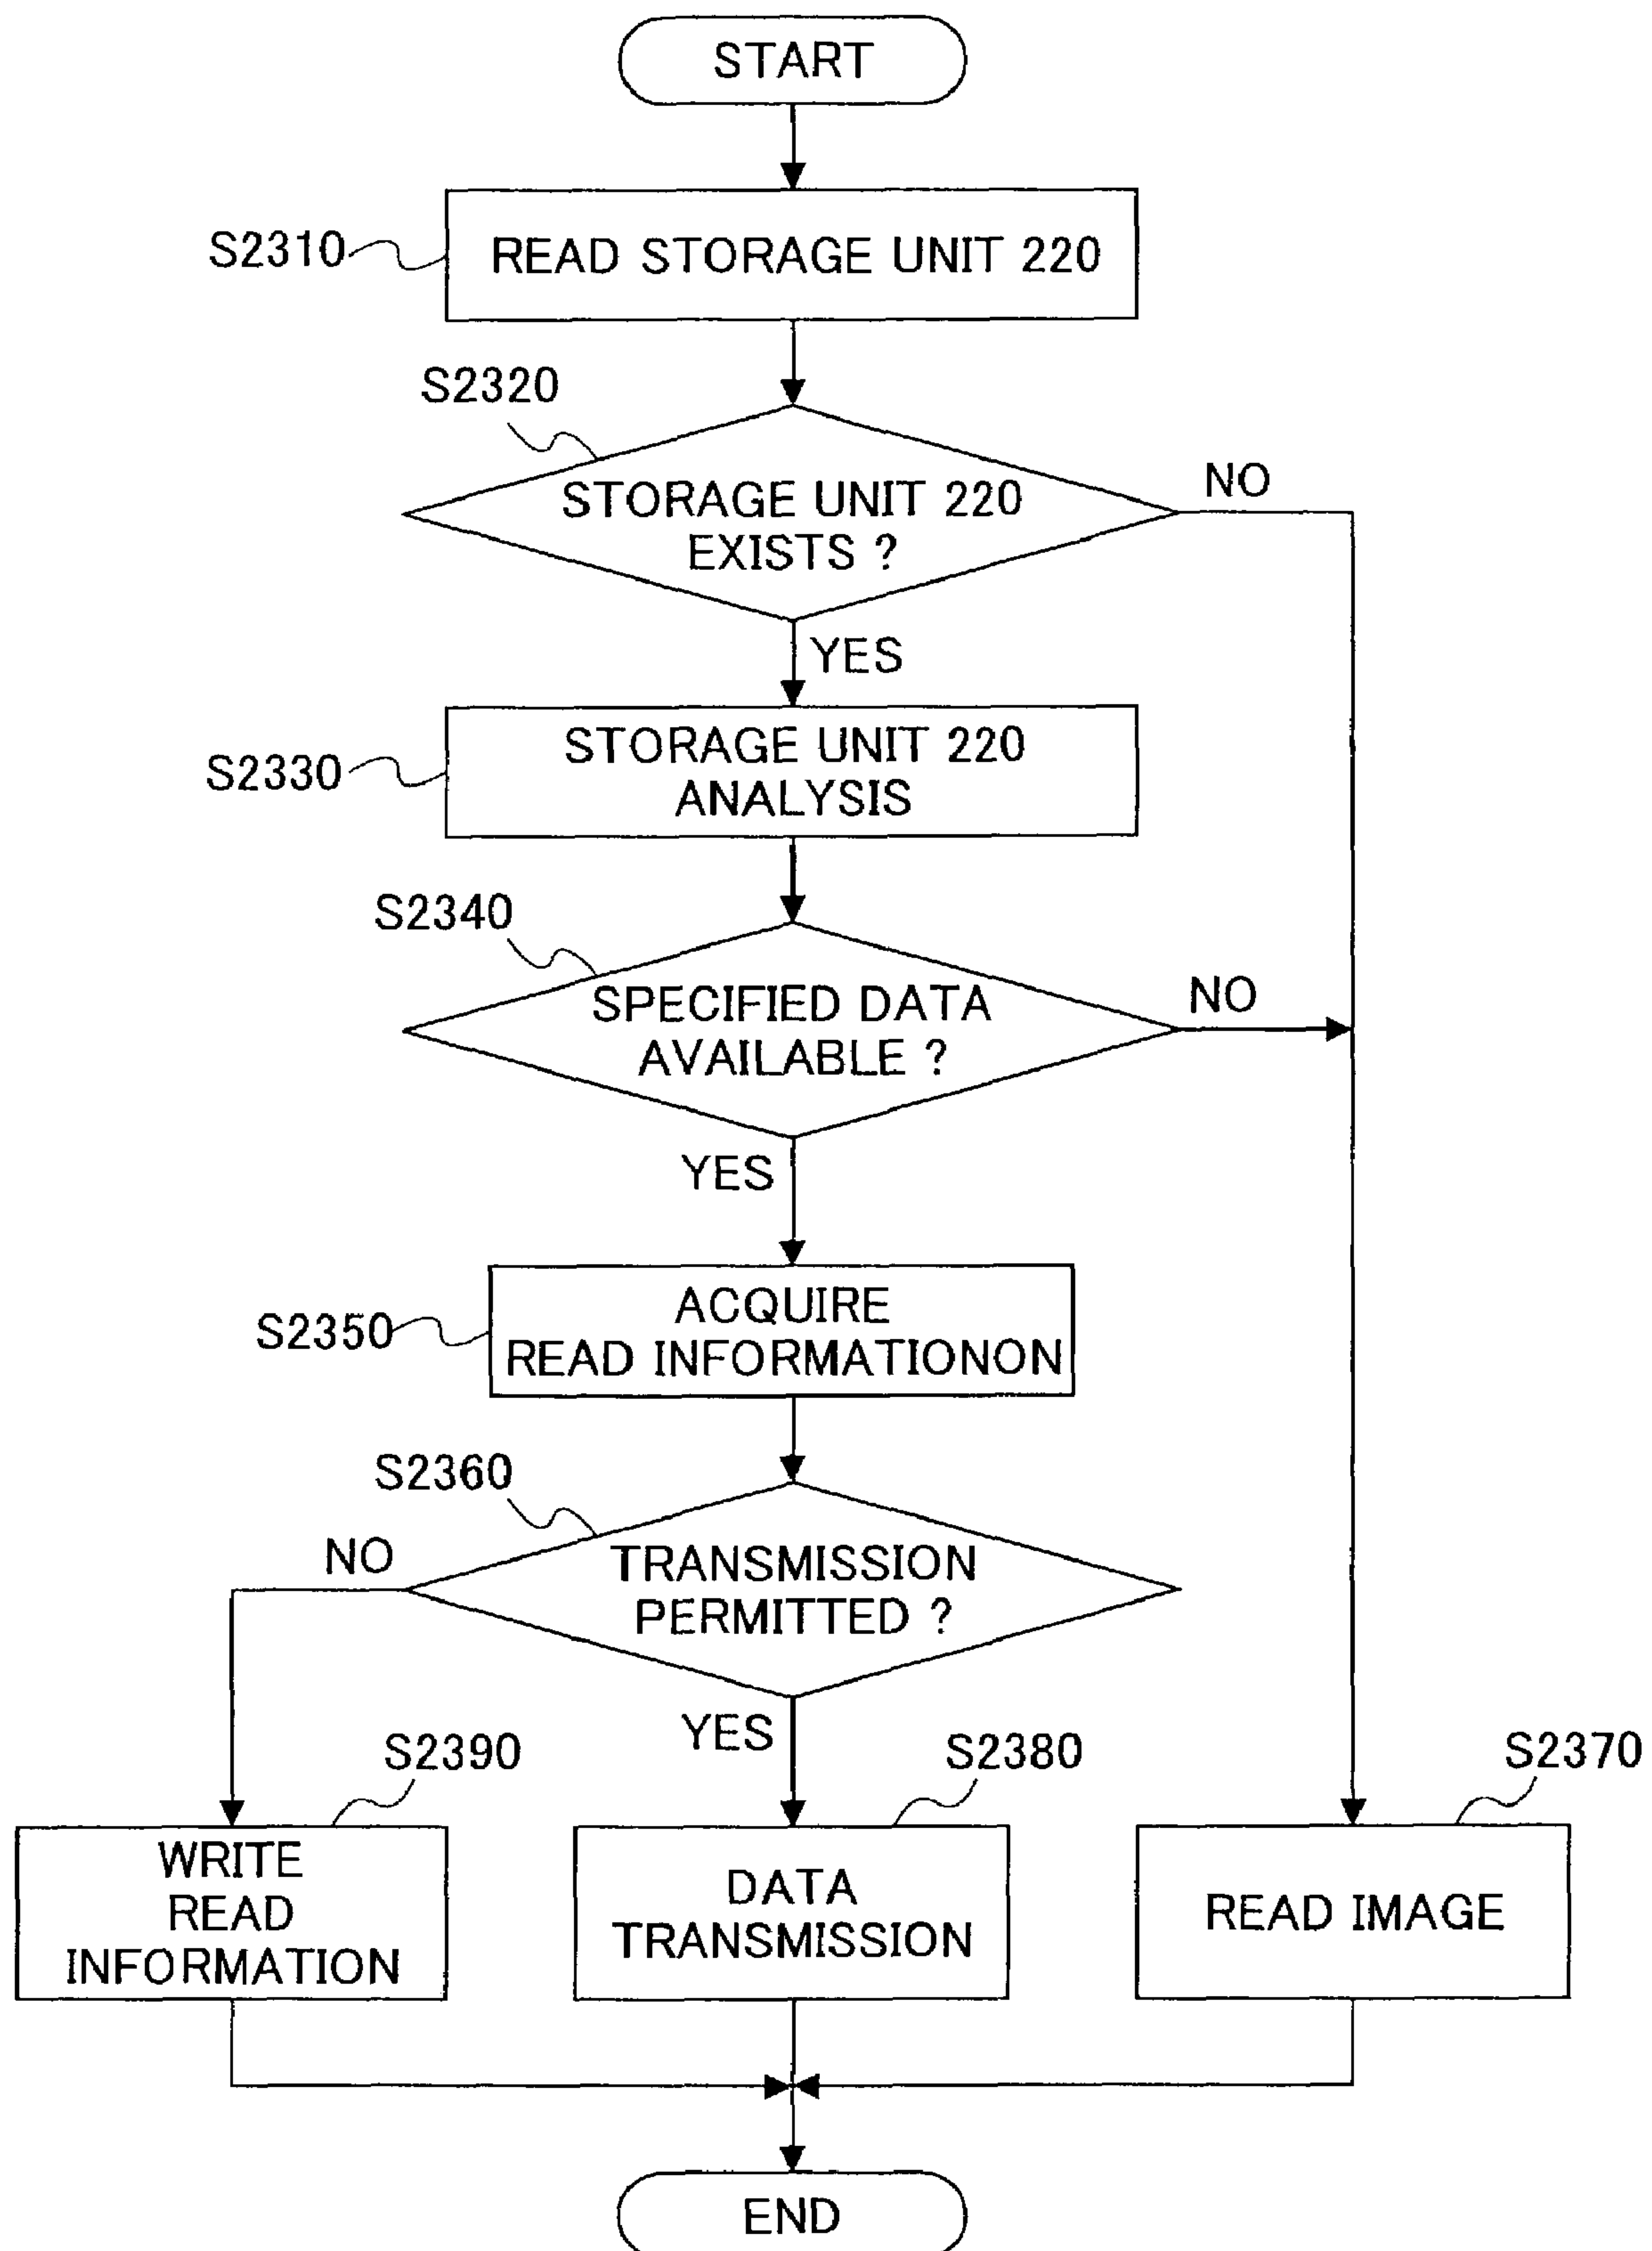 START
S2310
READ STORAGE UNIT 220
S2320
STORAGE UNIT 220
EXISTS ?
NO
YES
S2330
STORAGE UNIT 220
ANALYSIS
S2340
SPECIFIED DATA
AVAILABLE ?
NO
YES
S2350
ACQUIRE
READ INFORMATIONON
S2360
TRANSMISSION
PERMITTED ?
NO
YES
S2390
WRITE
READ
INFORMATION
S2380
DATA
TRANSMISSION
S2370
READ IMAGE
END